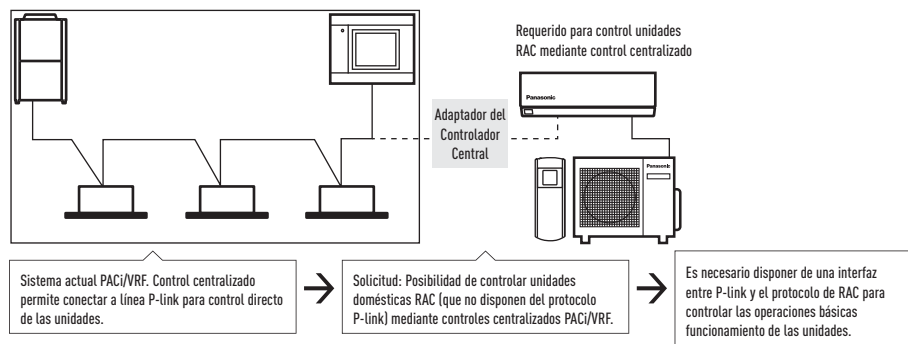 Requerido para control unidades
RAC mediante control centralizado
Panasonic
Adaptador del
Controlador
Central
Panasonic
Sistema actual PACi/VRF. Control centralizado
permite conectar a línea P-link para control directo
de las unidades.
Solicitud: Posibilidad de controlar unidades
domésticas RAC (que no disponen del protocolo
P-link) mediante controles centralizados PACi/VRF.
Es necesario disponer de una interfaz
entre P-link y el protocolo de RAC para
controlar las operaciones básicas
funcionamiento de las unidades.